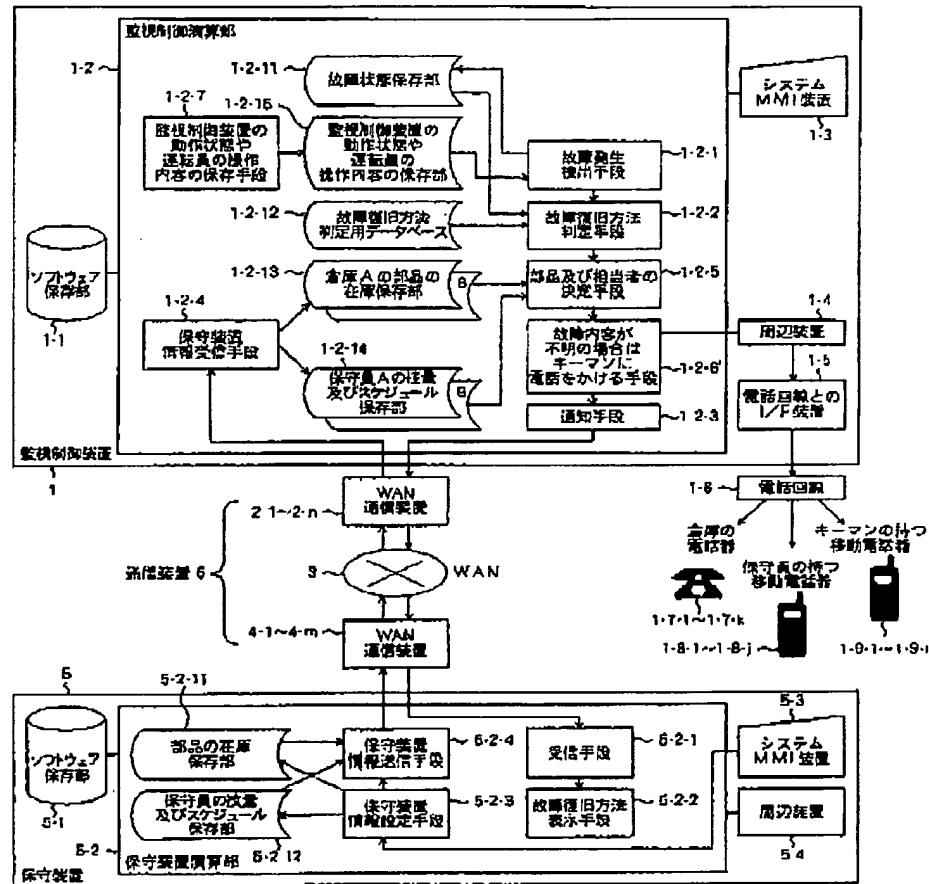 監視制御演算部
1-2
1-2-11
故障状態保存部
システム
MMI装置
1-3
1-2-7
1-2-15
監視制御装置の
動作状態や
運転員の操作
内容の保存手段
監視制御装置の
動作状態や
運転員の
操作内容の保存部
故障発生
検出手段
1-2-1
1-2-12
故障復旧方法
判定用データベース
故障復旧方法
判定手段
1-2-2
1-2-13
倉庫Aの部品の
在庫保存部
B
部品及び担当者の
決定手段
1-2-5
ソフトウェア
保存部
1-1
1-2-4
保守装置
情報受信手段
1-2-14
保守員Aの技量
及びスケジュール
保存部
B
故障内容が
不明の場合は
キーマンに
電話をかける手段
1-2-6'
通知手段
1-2-3
1-4
周辺装置
1-5
電話回線との
I/F装置
監視制御装置
1
1-6
電話回線
倉庫の
電話器
保守員の持つ
移動電話器
キーマンの持つ
移動電話器
1-7-1~1-7-k
1-8-1~1-8-j
1-9-1~1-9-i
WAN
通信装置
2-1~2-n
通信装置 6
3
WAN
4-1~4-m
WAN
通信装置
5
5-2-11
ソフトウェア
保存部
5-1
部品の在庫
保存部
保守装置
情報送信手段
5-2-4
受信手段
5-2-1
5-3
システム
MMI装置
保守員の技量
及びスケジュール
保存部
5-2-12
保守装置
情報設定手段
5-2-3
故障復旧方法
表示手段
5-2-2
周辺装置
5-4
5-2
保守装置演算部
保守装置